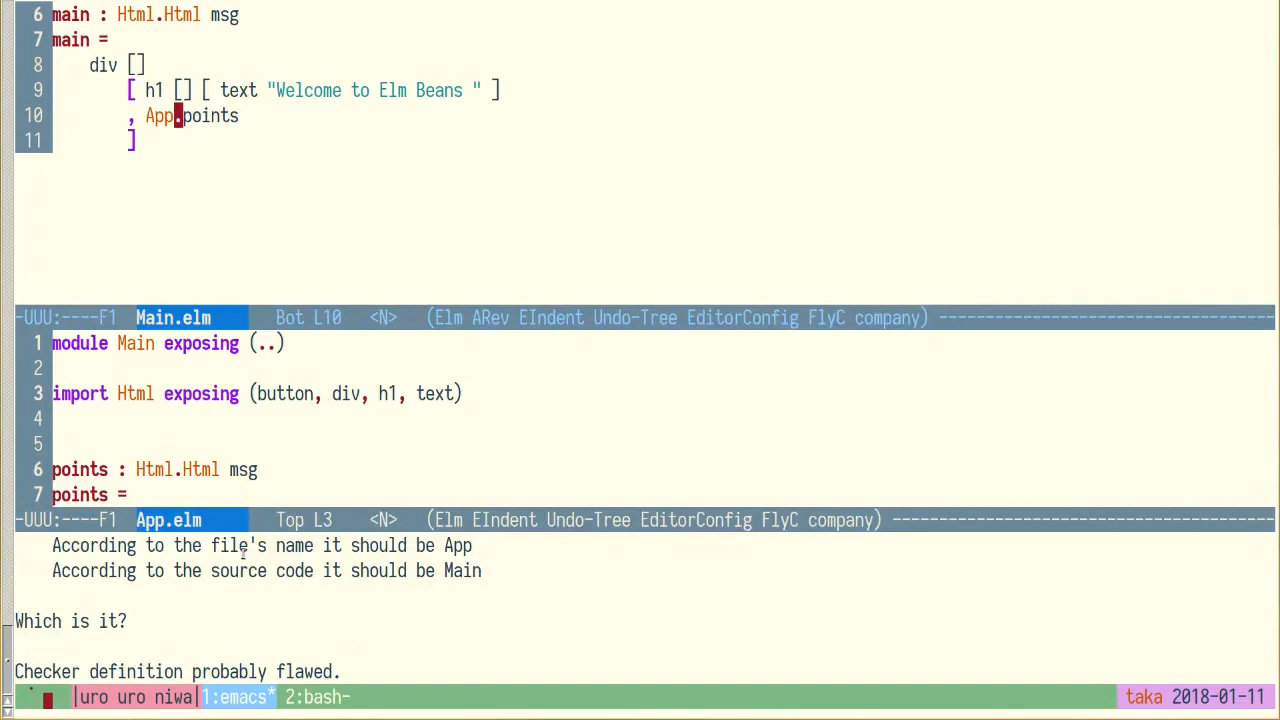 6 main : Html.Html msg
7 main =
8     div []
9         [ h1 [] [ text "Welcome to Elm Beans " ]
10         , App.points
11         ]
-UUU:----F1  Main.elm      Bot L10   <N>   (Elm ARev EIndent Undo-Tree EditorConfig FlyC company) ------------------------------------
1 module Main exposing (..)
2
3 import Html exposing (button, div, h1, text)
4
5
6 points : Html.Html msg
7 points =
-UUU:----F1  App.elm       Top L3    <N>   (Elm EIndent Undo-Tree EditorConfig FlyC company) -----------------------------------------
    According to the file's name it should be App
    According to the source code it should be Main
Which is it?
Checker definition probably flawed.
|uro uro niwa|1:emacs* 2:bash-    taka 2018-01-11